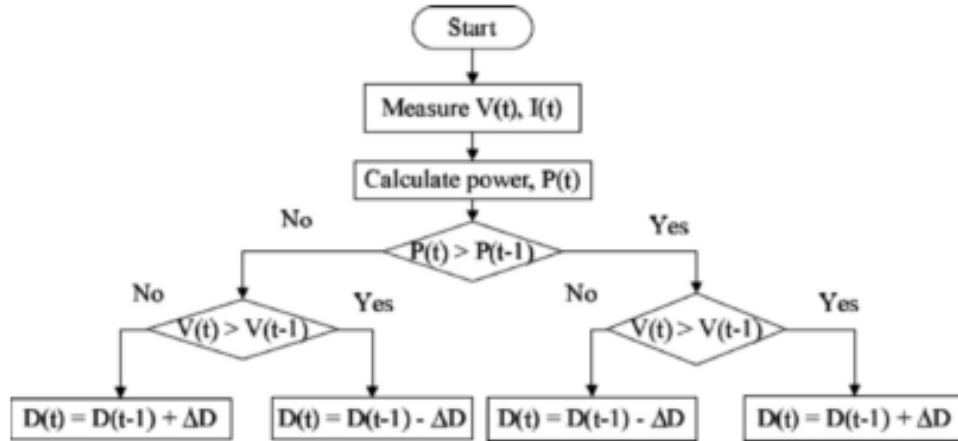 Start
Measure V(t), I(t)
Calculate power, P(t)
No
Yes
P(t) > P(t-1)
No
Yes
No
Yes
V(t) > V(t-1)
V(t) > V(t-1)
D(t) = D(t-1) + ΔD
D(t) = D(t-1) - ΔD
D(t) = D(t-1) - ΔD
D(t) = D(t-1) + ΔD